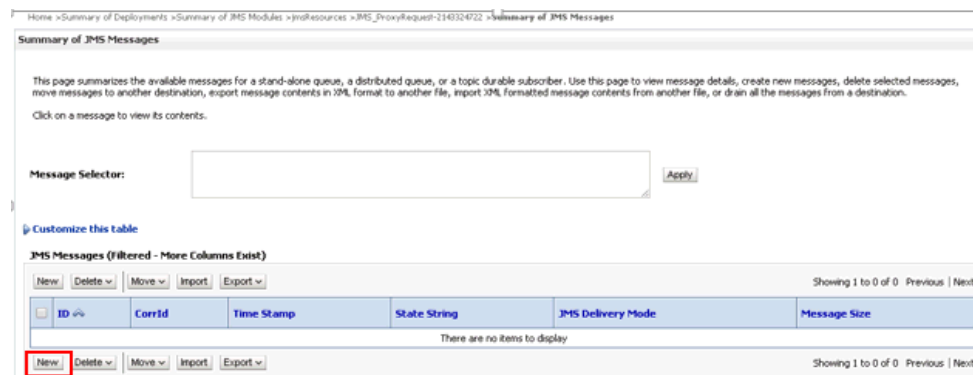 Home >Summary of Deployments >Summary of JMS Modules >jmsResources >JMS_ProxyRequest-2143324722 >Summary of JMS Messages
Summary of JMS Messages
This page summarizes the available messages for a stand-alone queue, a distributed queue, or a topic durable subscriber. Use this page to view message details, create new messages, delete selected messages,
move messages to another destination, export message contents in XML format to another file, import XML formatted message contents from another file, or drain all the messages from a destination.
Click on a message to view its contents.
Message Selector: Apply
Customize this table
JMS Messages (Filtered - More Columns Exist)
New Delete Move Import Export Showing 1 to 0 of 0 Previous | Next
ID CorrId Time Stamp State String JMS Delivery Mode Message Size
There are no items to display
New Delete Move Import Export Showing 1 to 0 of 0 Previous | Next